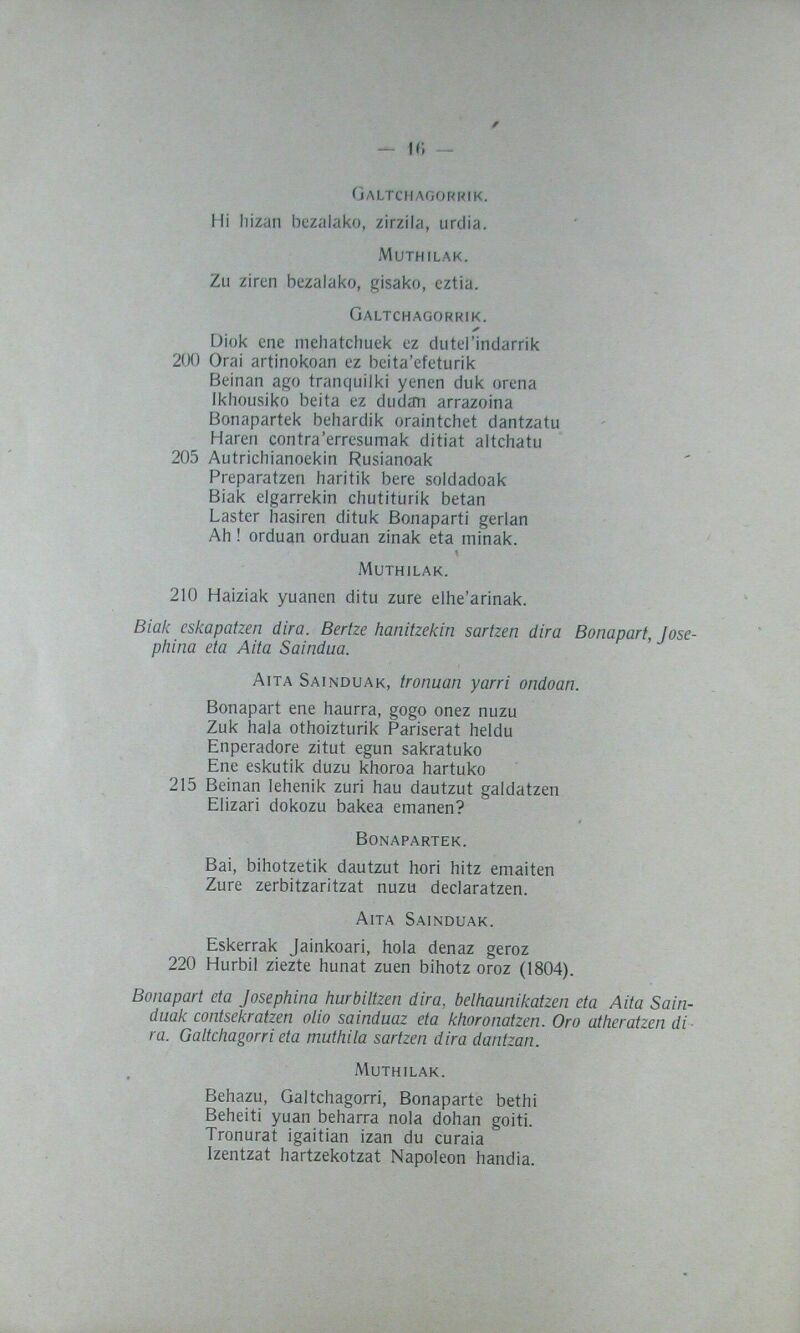 — 16 —
GALTCHAGORRIK.
Hi hizan bezalako, zirzila, urdia.
MUTHILAK.
Zu ziren bezalako, gisako, eztia.
GALTCHAGORRIK.
Diok ene mehatchuek ez dutel'indarrik
200 Orai artinokoan ez beita'efeturik
Beinan ago tranquilki yenen duk orena
Ikhousiko beita ez dudan arrazoina
Bonapartek behardik oraintchet dantzatu
Haren contra'erresumak ditiat altchatu
205 Autrichianoekin Rusianoak
Preparatzen haritik bere soldadoak
Biak elgarrekin chutiturik betan
Laster hasiren dituk Bonaparti gerlan
Ah ! orduan orduan zinak eta minak.
MUTHILAK.
210 Haiziak yuanen ditu zure elhe'arinak.
Biak eskapatzen dira. Bertze hanitzekin sartzen dira Bonapart, Jose-
phina eta Aita Saindua.
AITA SAINDUAK, tronuan yarri ondoan.
Bonapart ene haurra, gogo onez nuzu
Zuk hala othoizturik Pariserat heldu
Enperadore zitut egun sakratuko
Ene eskutik duzu khoroa hartuko
215 Beinan lehenik zuri hau dautzut galdatzen
Elizari dokozu bakea emanen?
BONAPARTEK.
Bai, bihotzetik dautzut hori hitz emaiten
Zure zerbitzaritzat nuzu declaratzen.
AITA SAINDUAK.
Eskerrak Jainkoari, hola denaz geroz
220 Hurbil ziezte hunat zuen bihotz oroz (1804).
Bonapart eta Josephina hurbiltzen dira, belhaunikatzen eta Aita Sain-
duak contsekratzen olio sainduaz eta khoronatzen. Oro atheratzen di-
ra. Galtchagorri eta muthila sartzen dira dantzan.
MUTHILAK.
Behazu, Galtchagorri, Bonaparte bethi
Beheiti yuan beharra nola dohan goiti.
Tronurat igaitian izan du curaia
Izentzat hartzekotzat Napoleon handia.